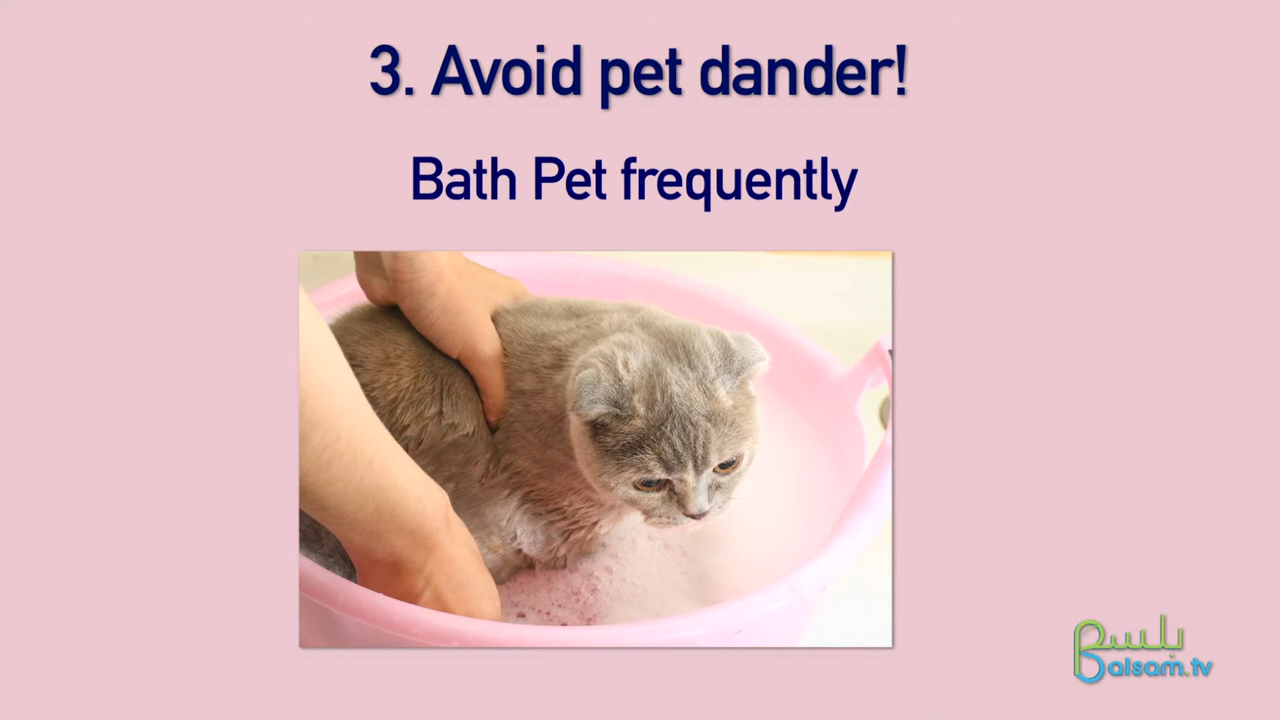 3. Avoid pet dander!
Bath Pet frequently
بلسم
Balsam.tv